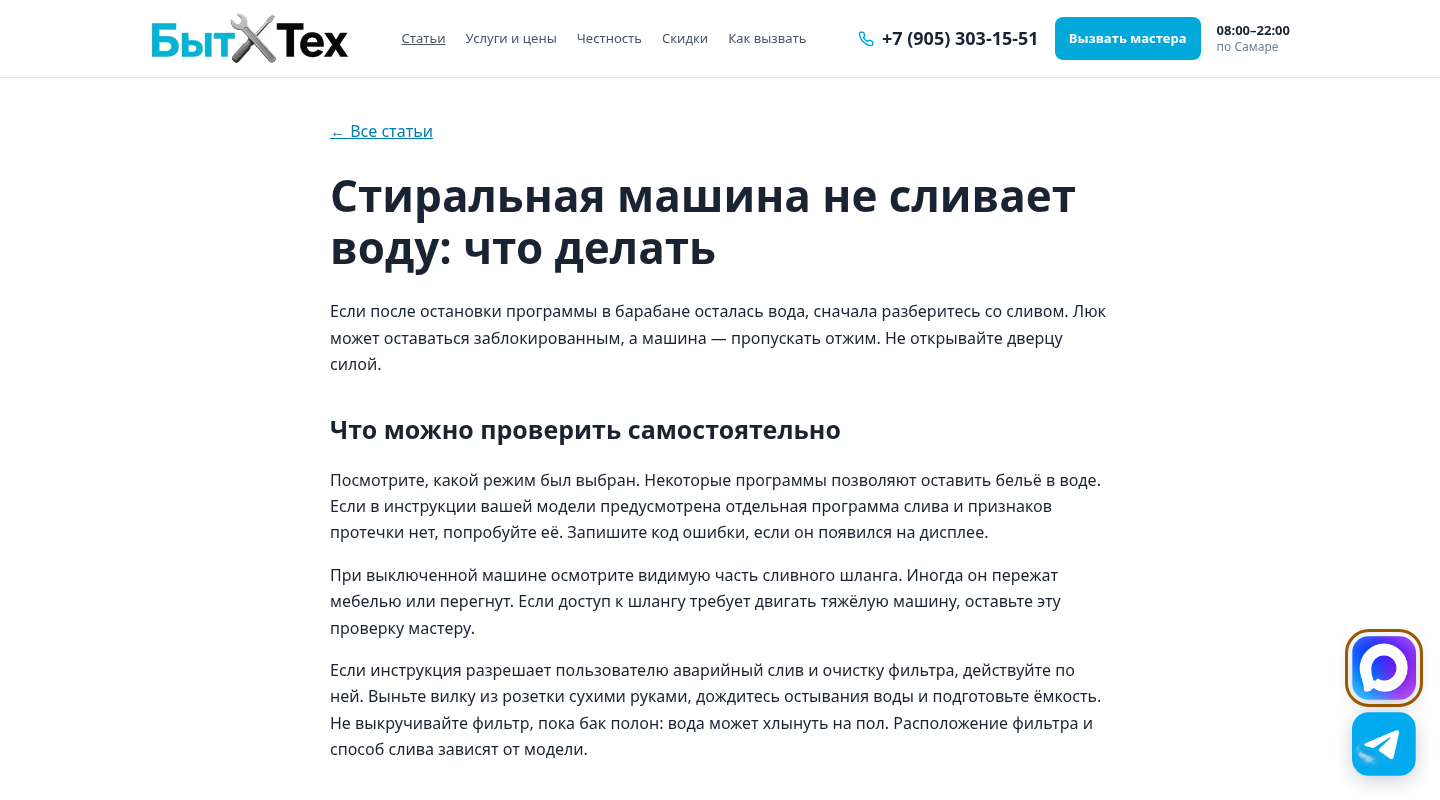 БытТех
Статьи
Услуги и цены
Честность
Скидки
Как вызвать
+7 (905) 303-15-51
Вызвать мастера
08:00–22:00
по Самаре
← Все статьи
Стиральная машина не сливает
воду: что делать
Если после остановки программы в барабане осталась вода, сначала разберитесь со сливом. Люк
может оставаться заблокированным, а машина — пропускать отжим. Не открывайте дверцу
силой.
Что можно проверить самостоятельно
Посмотрите, какой режим был выбран. Некоторые программы позволяют оставить бельё в воде.
Если в инструкции вашей модели предусмотрена отдельная программа слива и признаков
протечки нет, попробуйте её. Запишите код ошибки, если он появился на дисплее.
При выключенной машине осмотрите видимую часть сливного шланга. Иногда он пережат
мебелью или перегнут. Если доступ к шлангу требует двигать тяжёлую машину, оставьте эту
проверку мастеру.
Если инструкция разрешает пользователю аварийный слив и очистку фильтра, действуйте по
ней. Выньте вилку из розетки сухими руками, дождитесь остывания воды и подготовьте ёмкость.
Не выкручивайте фильтр, пока бак полон: вода может хлынуть на пол. Расположение фильтра и
способ слива зависят от модели.